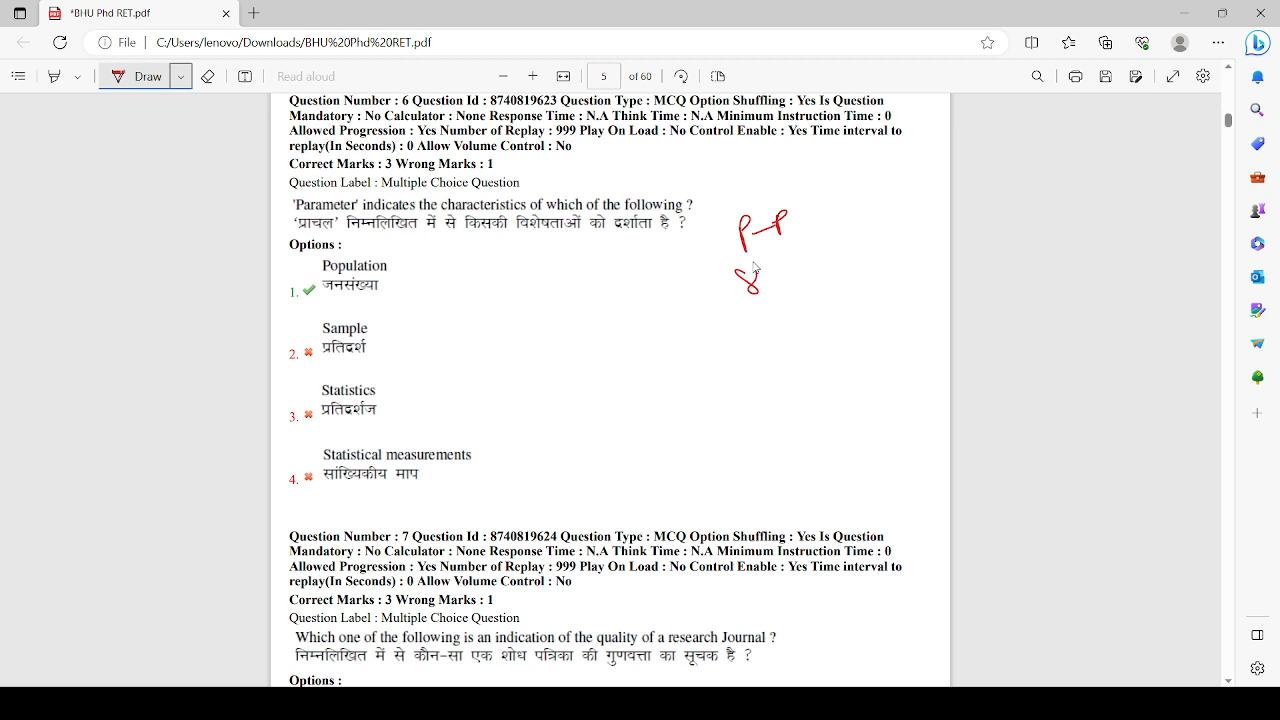 *BHU Phd RET.pdf
File C:/Users/lenovo/Downloads/BHU%20Phd%20RET.pdf
Draw Read aloud 5 of 60
Question Number : 6 Question Id : 8740819623 Question Type : MCQ Option Shuffling : Yes Is Question
Mandatory : No Calculator : None Response Time : N.A Think Time : N.A Minimum Instruction Time : 0
Allowed Progression : Yes Number of Replay : 999 Play On Load : No Control Enable : Yes Time interval to
replay(In Seconds) : 0 Allow Volume Control : No
Correct Marks : 3 Wrong Marks : 1
Question Label : Multiple Choice Question
'Parameter' indicates the characteristics of which of the following ?
‘प्राचल’ निम्नलिखित में से किसकी विशेषताओं को दर्शाता है ?
P-P
Options :
8
Population
1. जनसंख्या
Sample
2. प्रतिदर्श
Statistics
3. प्रतिदर्शज
Statistical measurements
4. सांख्यिकीय माप
Question Number : 7 Question Id : 8740819624 Question Type : MCQ Option Shuffling : Yes Is Question
Mandatory : No Calculator : None Response Time : N.A Think Time : N.A Minimum Instruction Time : 0
Allowed Progression : Yes Number of Replay : 999 Play On Load : No Control Enable : Yes Time interval to
replay(In Seconds) : 0 Allow Volume Control : No
Correct Marks : 3 Wrong Marks : 1
Question Label : Multiple Choice Question
Which one of the following is an indication of the quality of a research Journal ?
निम्नलिखित में से कौन-सा एक शोध पत्रिका की गुणवत्ता का सूचक है ?
Options :